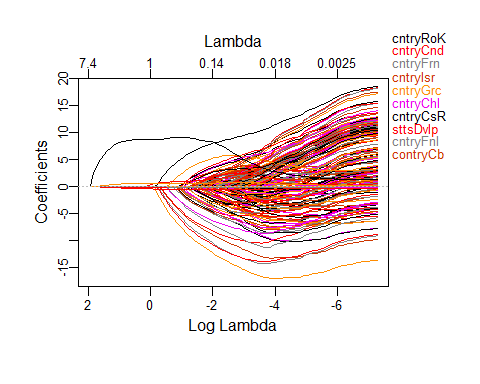 Lambda
7.4 1 0.14 0.018 0.0025
cntryRoK
cntryCnd
cntryFrn
cntryIsr
cntryGrc
cntryChl
cntryCsR
sttsDvlp
cntryFnl
contryCb
20
15
10
5
0
-5
-15
Coefficients
2 0 -2 -4 -6
Log Lambda